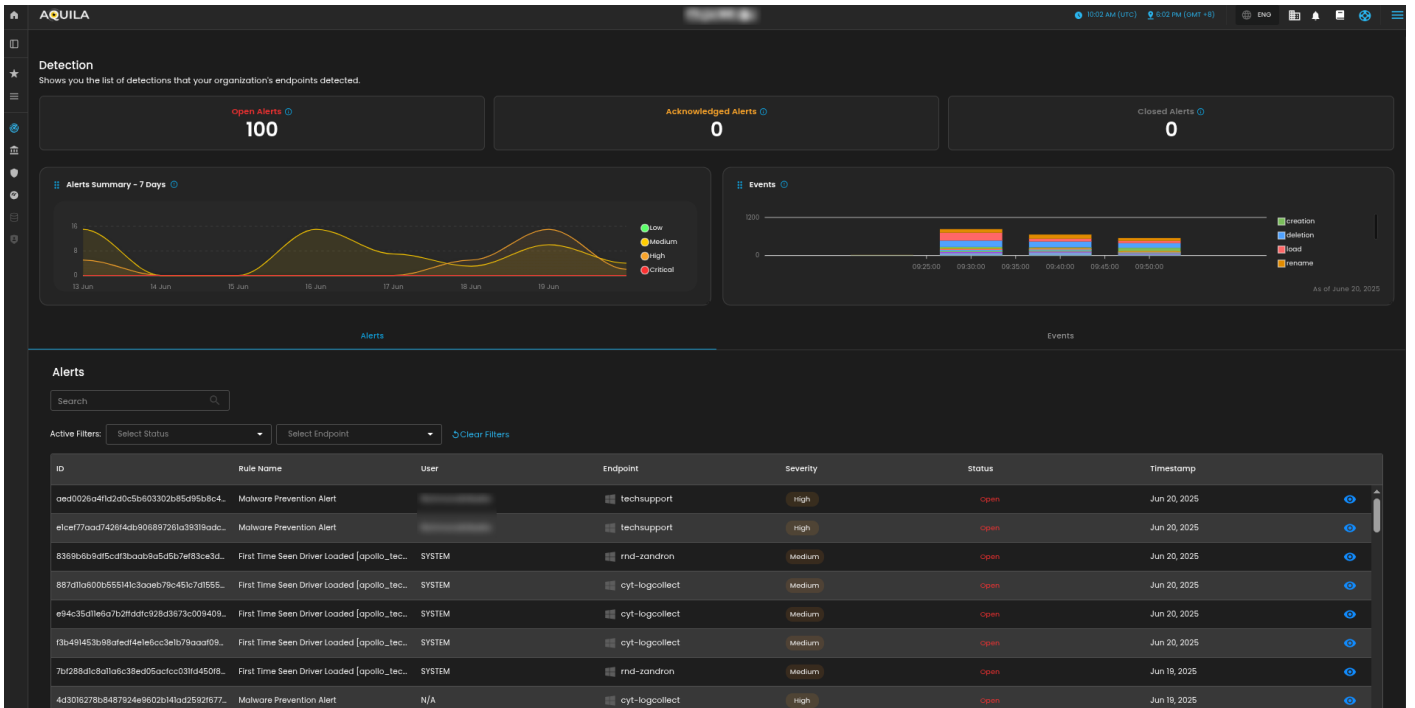 AQUILA
10:02 AM (UTC) 6:02 PM (GMT +8) ENG
Detection
Shows you the list of detections that your organization's endpoints detected.
Open Alerts
100
Acknowledged Alerts
0
Closed Alerts
0
Alerts Summary - 7 Days
16
8
0
13 Jun 14 Jun 15 Jun 16 Jun 17 Jun 18 Jun 19 Jun
Low
Medium
High
Critical
Events
1200
0
09:25:00 09:30:00 09:35:00 09:40:00 09:45:00 09:50:00
creation
deletion
load
rename
As of June 20, 2025
Alerts Events
Alerts
Search
Active Filters: Select Status Select Endpoint Clear Filters
ID Rule Name User Endpoint Severity Status Timestamp
aed0026a4f1d2d0c5b603302b85d95b8c4... Malware Prevention Alert techsupport High Open Jun 20, 2025
e1cef77aad7426f4db906897261a39319adc... Malware Prevention Alert techsupport High Open Jun 20, 2025
8369b6b9df5cdf3baab9a5d5b7ef83ce3d... First Time Seen Driver Loaded [apollo_tec... SYSTEM rnd-zandron Medium Open Jun 20, 2025
887d11a600b555141c3aaeb79c451c7d1555... First Time Seen Driver Loaded [apollo_tec... SYSTEM cyt-logcollect Medium Open Jun 20, 2025
e94c35d11e6a7b2ffddfc928d3673c009409... First Time Seen Driver Loaded [apollo_tec... SYSTEM cyt-logcollect Medium Open Jun 20, 2025
f3b491453b98afedf4e1e6cc3e1b79aaaf09... First Time Seen Driver Loaded [apollo_tec... SYSTEM cyt-logcollect Medium Open Jun 20, 2025
7bf288d1c8a11a6c38ed05acfcc031fd450f8... First Time Seen Driver Loaded [apollo_tec... SYSTEM rnd-zandron Medium Open Jun 19, 2025
4d3016278b8487924e9602b141ad2592f677... Malware Prevention Alert N/A cyt-logcollect High Open Jun 19, 2025